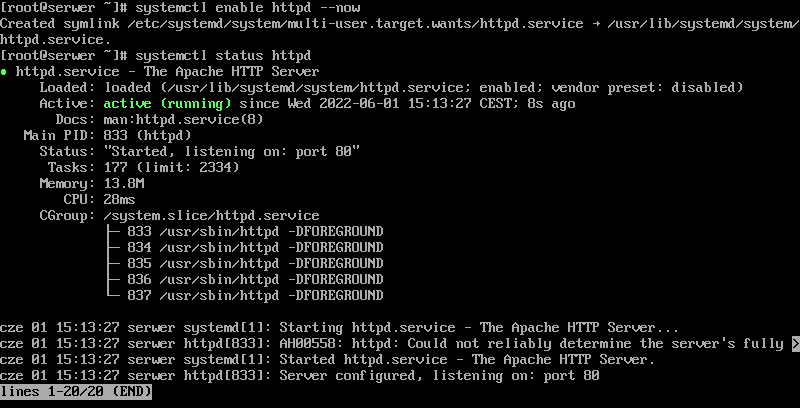 [root@serwer ~]# systemctl enable httpd --now
Created symlink /etc/systemd/system/multi-user.target.wants/httpd.service → /usr/lib/systemd/system/
httpd.service.
[root@serwer ~]# systemctl status httpd
● httpd.service - The Apache HTTP Server
     Loaded: loaded (/usr/lib/systemd/system/httpd.service; enabled; vendor preset: disabled)
     Active: active (running) since Wed 2022-06-01 15:13:27 CEST; 8s ago
       Docs: man:httpd.service(8)
   Main PID: 833 (httpd)
     Status: "Started, listening on: port 80"
      Tasks: 177 (limit: 2334)
     Memory: 13.8M
        CPU: 28ms
     CGroup: /system.slice/httpd.service
             ├─ 833 /usr/sbin/httpd -DFOREGROUND
             ├─ 834 /usr/sbin/httpd -DFOREGROUND
             ├─ 835 /usr/sbin/httpd -DFOREGROUND
             ├─ 836 /usr/sbin/httpd -DFOREGROUND
             └─ 837 /usr/sbin/httpd -DFOREGROUND
cze 01 15:13:27 serwer systemd[1]: Starting httpd.service - The Apache HTTP Server...
cze 01 15:13:27 serwer httpd[833]: AH00558: httpd: Could not reliably determine the server's fully >
cze 01 15:13:27 serwer systemd[1]: Started httpd.service - The Apache HTTP Server.
cze 01 15:13:27 serwer httpd[833]: Server configured, listening on: port 80
lines 1-20/20 (END)